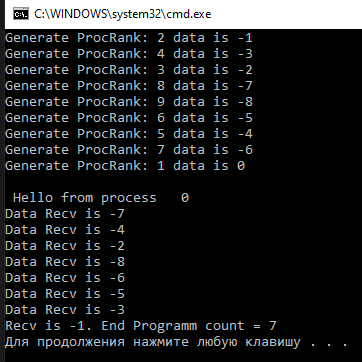 C:\WINDOWS\system32\cmd.exe
Generate ProcRank: 2 data is -1
Generate ProcRank: 4 data is -3
Generate ProcRank: 3 data is -2
Generate ProcRank: 8 data is -7
Generate ProcRank: 9 data is -8
Generate ProcRank: 6 data is -5
Generate ProcRank: 5 data is -4
Generate ProcRank: 7 data is -6
Generate ProcRank: 1 data is 0
Hello from process   0
Data Recv is -7
Data Recv is -4
Data Recv is -2
Data Recv is -8
Data Recv is -6
Data Recv is -5
Data Recv is -3
Recv is -1. End Programm count = 7
Для продолжения нажмите любую клавишу . . .